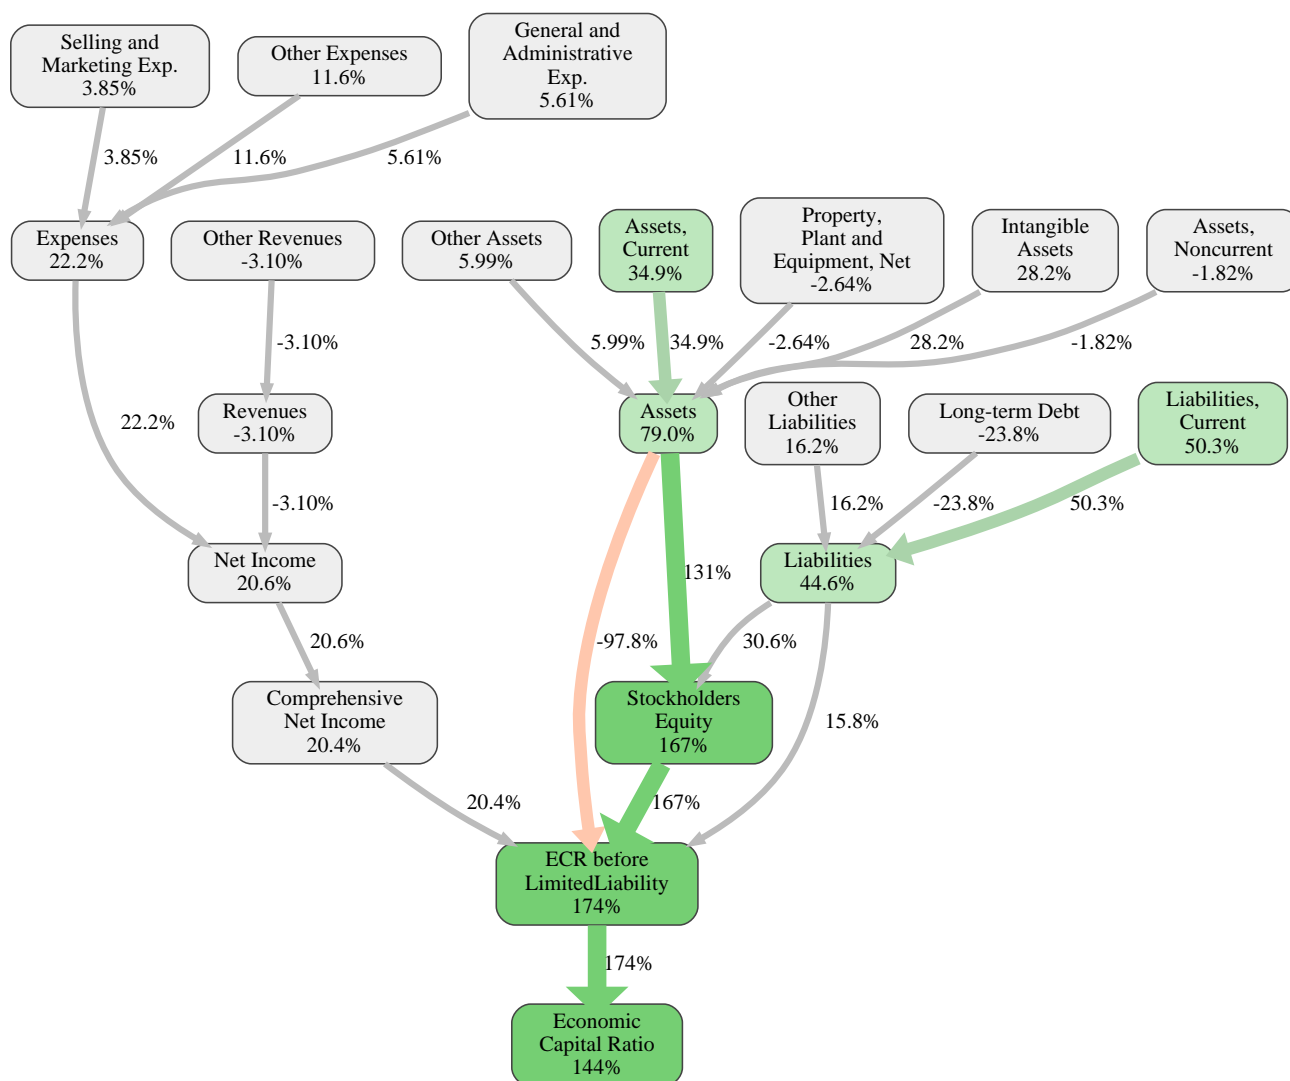 Selling and
Marketing Exp.
3.85%
Other Expenses
11.6%
General and
Administrative
Exp.
5.61%
3.85%
11.6%
5.61%
Expenses
22.2%
Other Revenues
-3.10%
Other Assets
5.99%
Assets,
Current
34.9%
Property,
Plant and
Equipment, Net
-2.64%
Intangible
Assets
28.2%
Assets,
Noncurrent
-1.82%
-3.10%
5.99%
34.9%
-2.64%
28.2%
-1.82%
Revenues
-3.10%
Assets
79.0%
Other
Liabilities
16.2%
Long-term Debt
-23.8%
Liabilities,
Current
50.3%
22.2%
-3.10%
16.2%
-23.8%
50.3%
Net Income
20.6%
Liabilities
44.6%
131%
20.6%
-97.8%
30.6%
Comprehensive
Net Income
20.4%
Stockholders
Equity
167%
15.8%
20.4%
167%
ECR before
LimitedLiability
174%
174%
Economic
Capital Ratio
144%